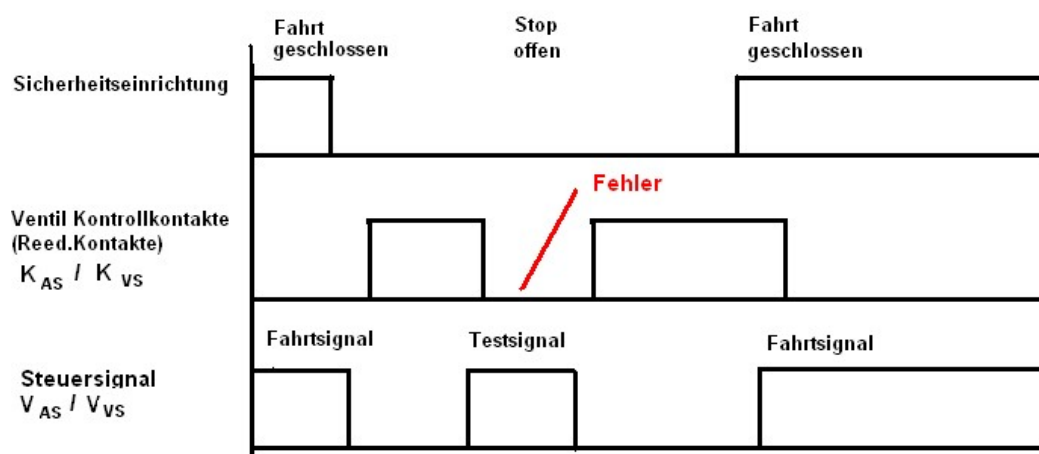 Fahrt
geschlossen
Stop
offen
Fahrt
geschlossen
Sicherheitseinrichtung
Fehler
Ventil Kontrollkontakte
(Reed.Kontakte)
K AS / K VS
Fahrtsignal
Testsignal
Fahrtsignal
Steuersignal
V AS / V VS